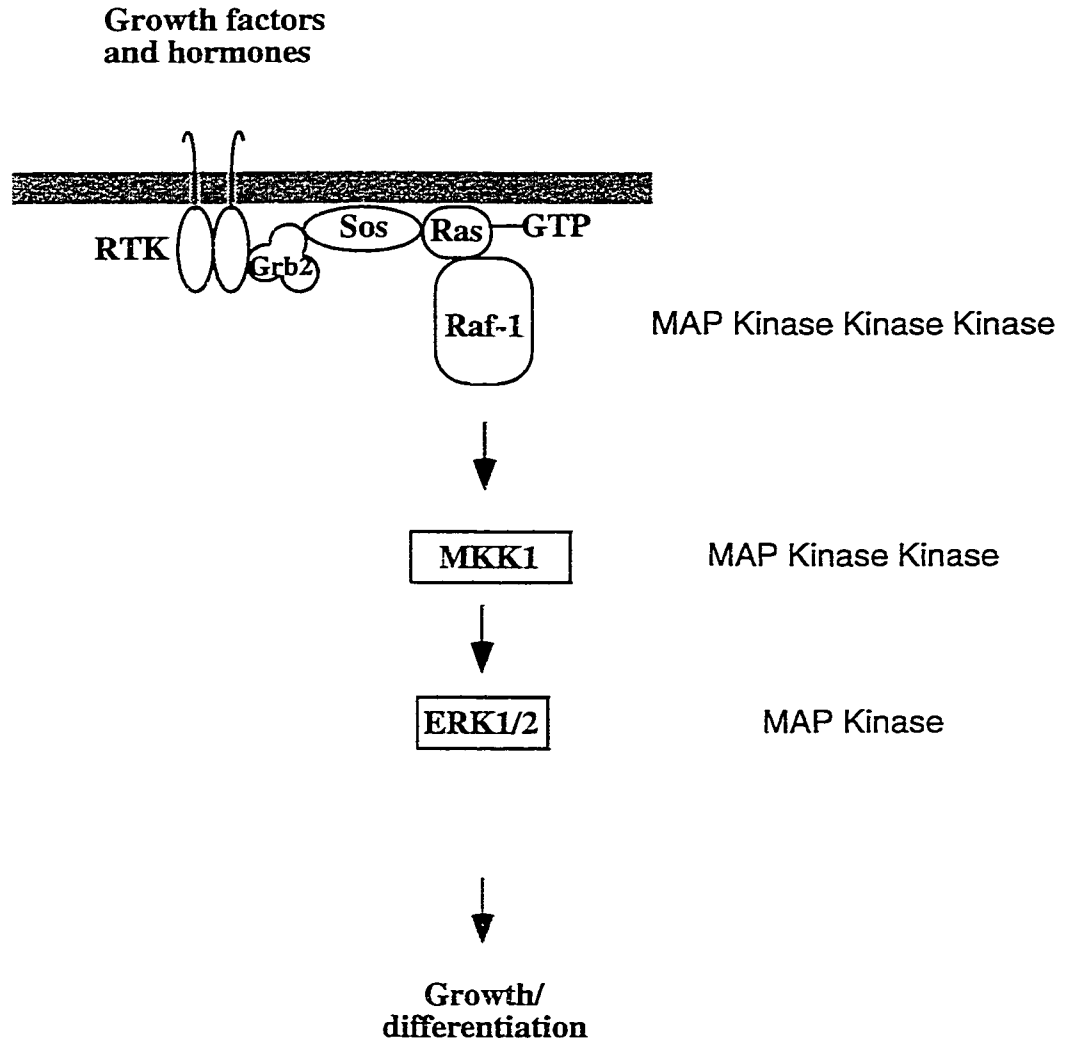 Growth factors
and hormones
RTK
Grb2
Sos
Ras
GTP
Raf-1
MAP Kinase Kinase Kinase
MKK1
MAP Kinase Kinase
ERK1/2
MAP Kinase
Growth/
differentiation